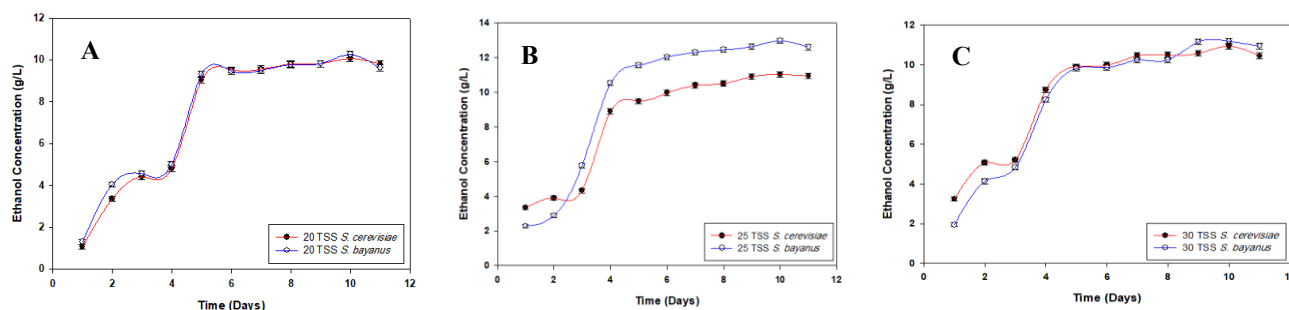 A
Ethanol Concentration (g/L)
12
10
8
6
4
2
0
0 2 4 6 8 10 12
Time (Days)
20 TSS S. cerevisiae
20 TSS S. bayanus
B
Ethanol Concentration (g/L)
14
12
10
8
6
4
2
0
0 2 4 6 8 10 12
Time (Days)
25 TSS S. cerevisiae
25 TSS S. bayanus
C
Ethanol Concentration (g/L)
12
10
8
6
4
2
0
0 2 4 6 8 10 12
Time (Days)
30 TSS S. cerevisiae
30 TSS S. bayanus